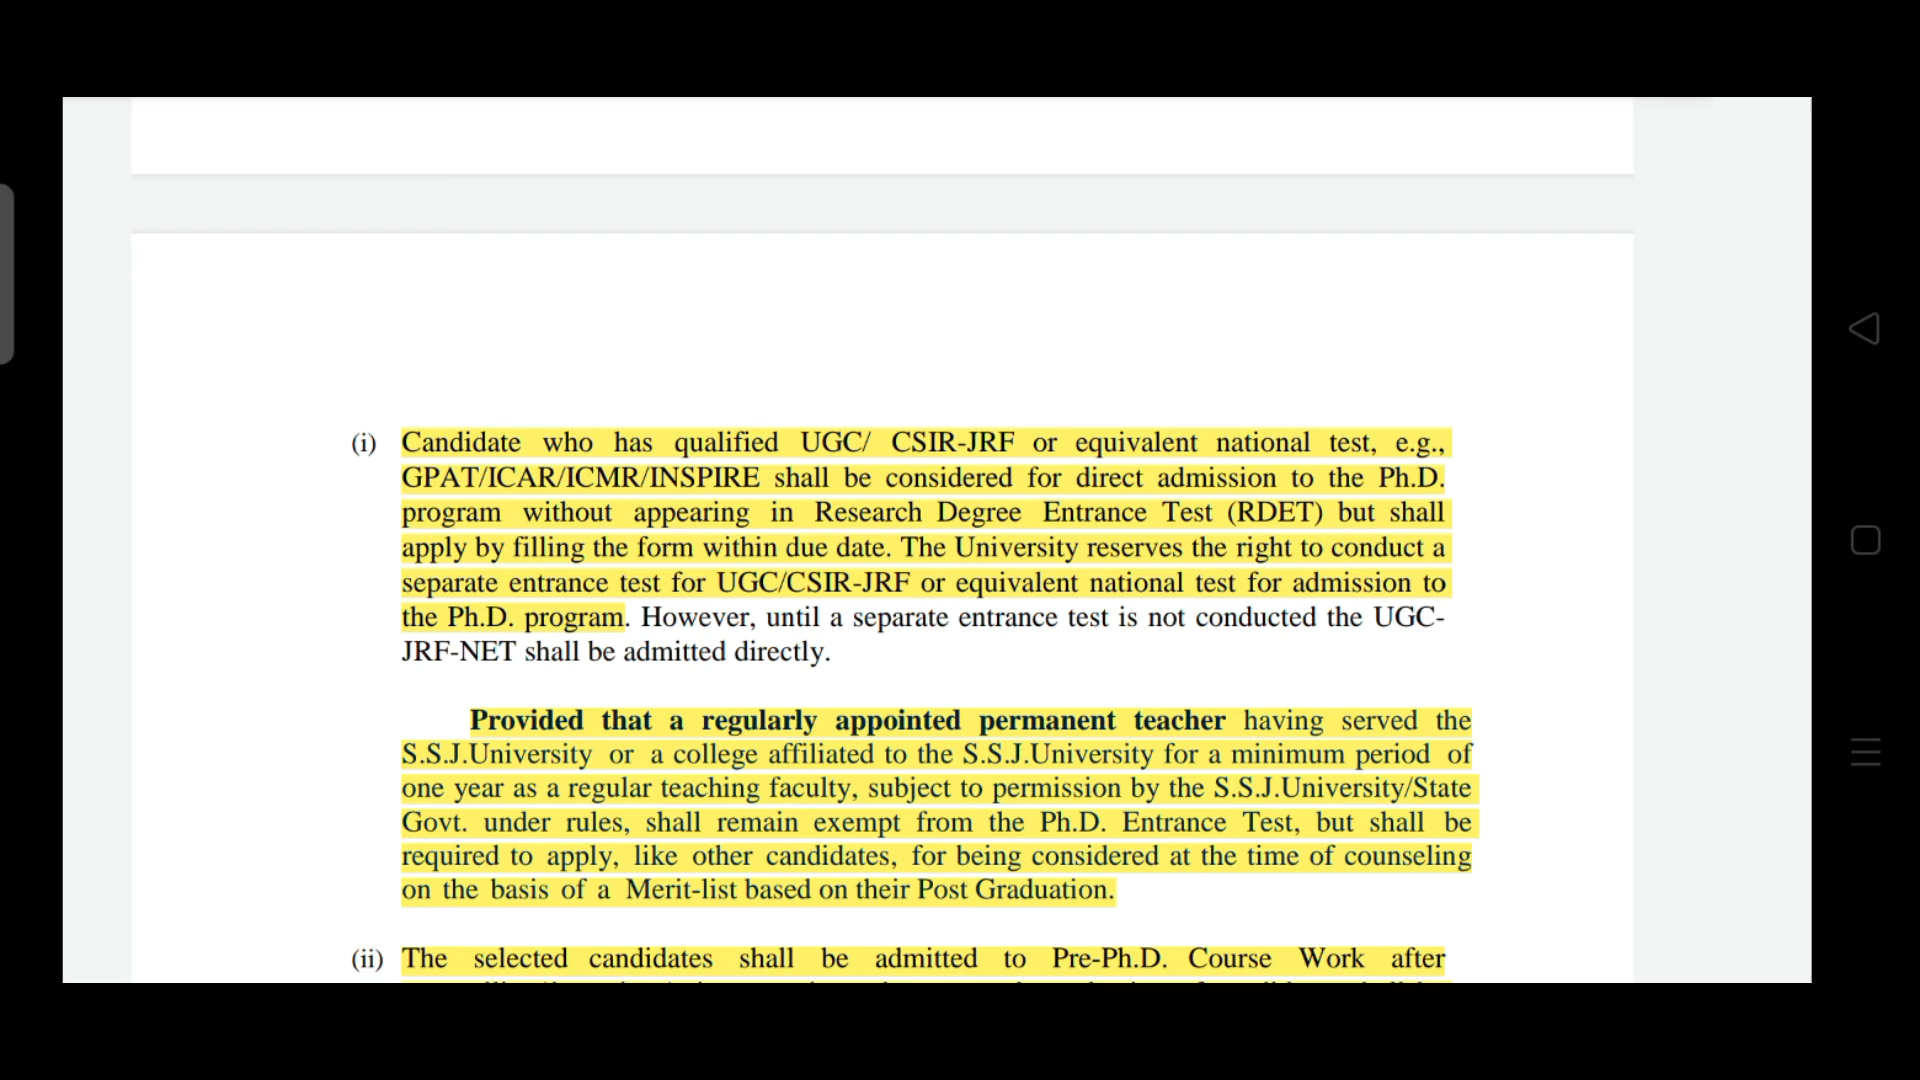 (i) Candidate who has qualified UGC/ CSIR-JRF or equivalent national test, e.g.,
GPAT/ICAR/ICMR/INSPIRE shall be considered for direct admission to the Ph.D.
program without appearing in Research Degree Entrance Test (RDET) but shall
apply by filling the form within due date. The University reserves the right to conduct a
separate entrance test for UGC/CSIR-JRF or equivalent national test for admission to
the Ph.D. program. However, until a separate entrance test is not conducted the UGC-
JRF-NET shall be admitted directly.
Provided that a regularly appointed permanent teacher having served the
S.S.J.University or a college affiliated to the S.S.J.University for a minimum period of
one year as a regular teaching faculty, subject to permission by the S.S.J.University/State
Govt. under rules, shall remain exempt from the Ph.D. Entrance Test, but shall be
required to apply, like other candidates, for being considered at the time of counseling
on the basis of a Merit-list based on their Post Graduation.
(ii) The selected candidates shall be admitted to Pre-Ph.D. Course Work after